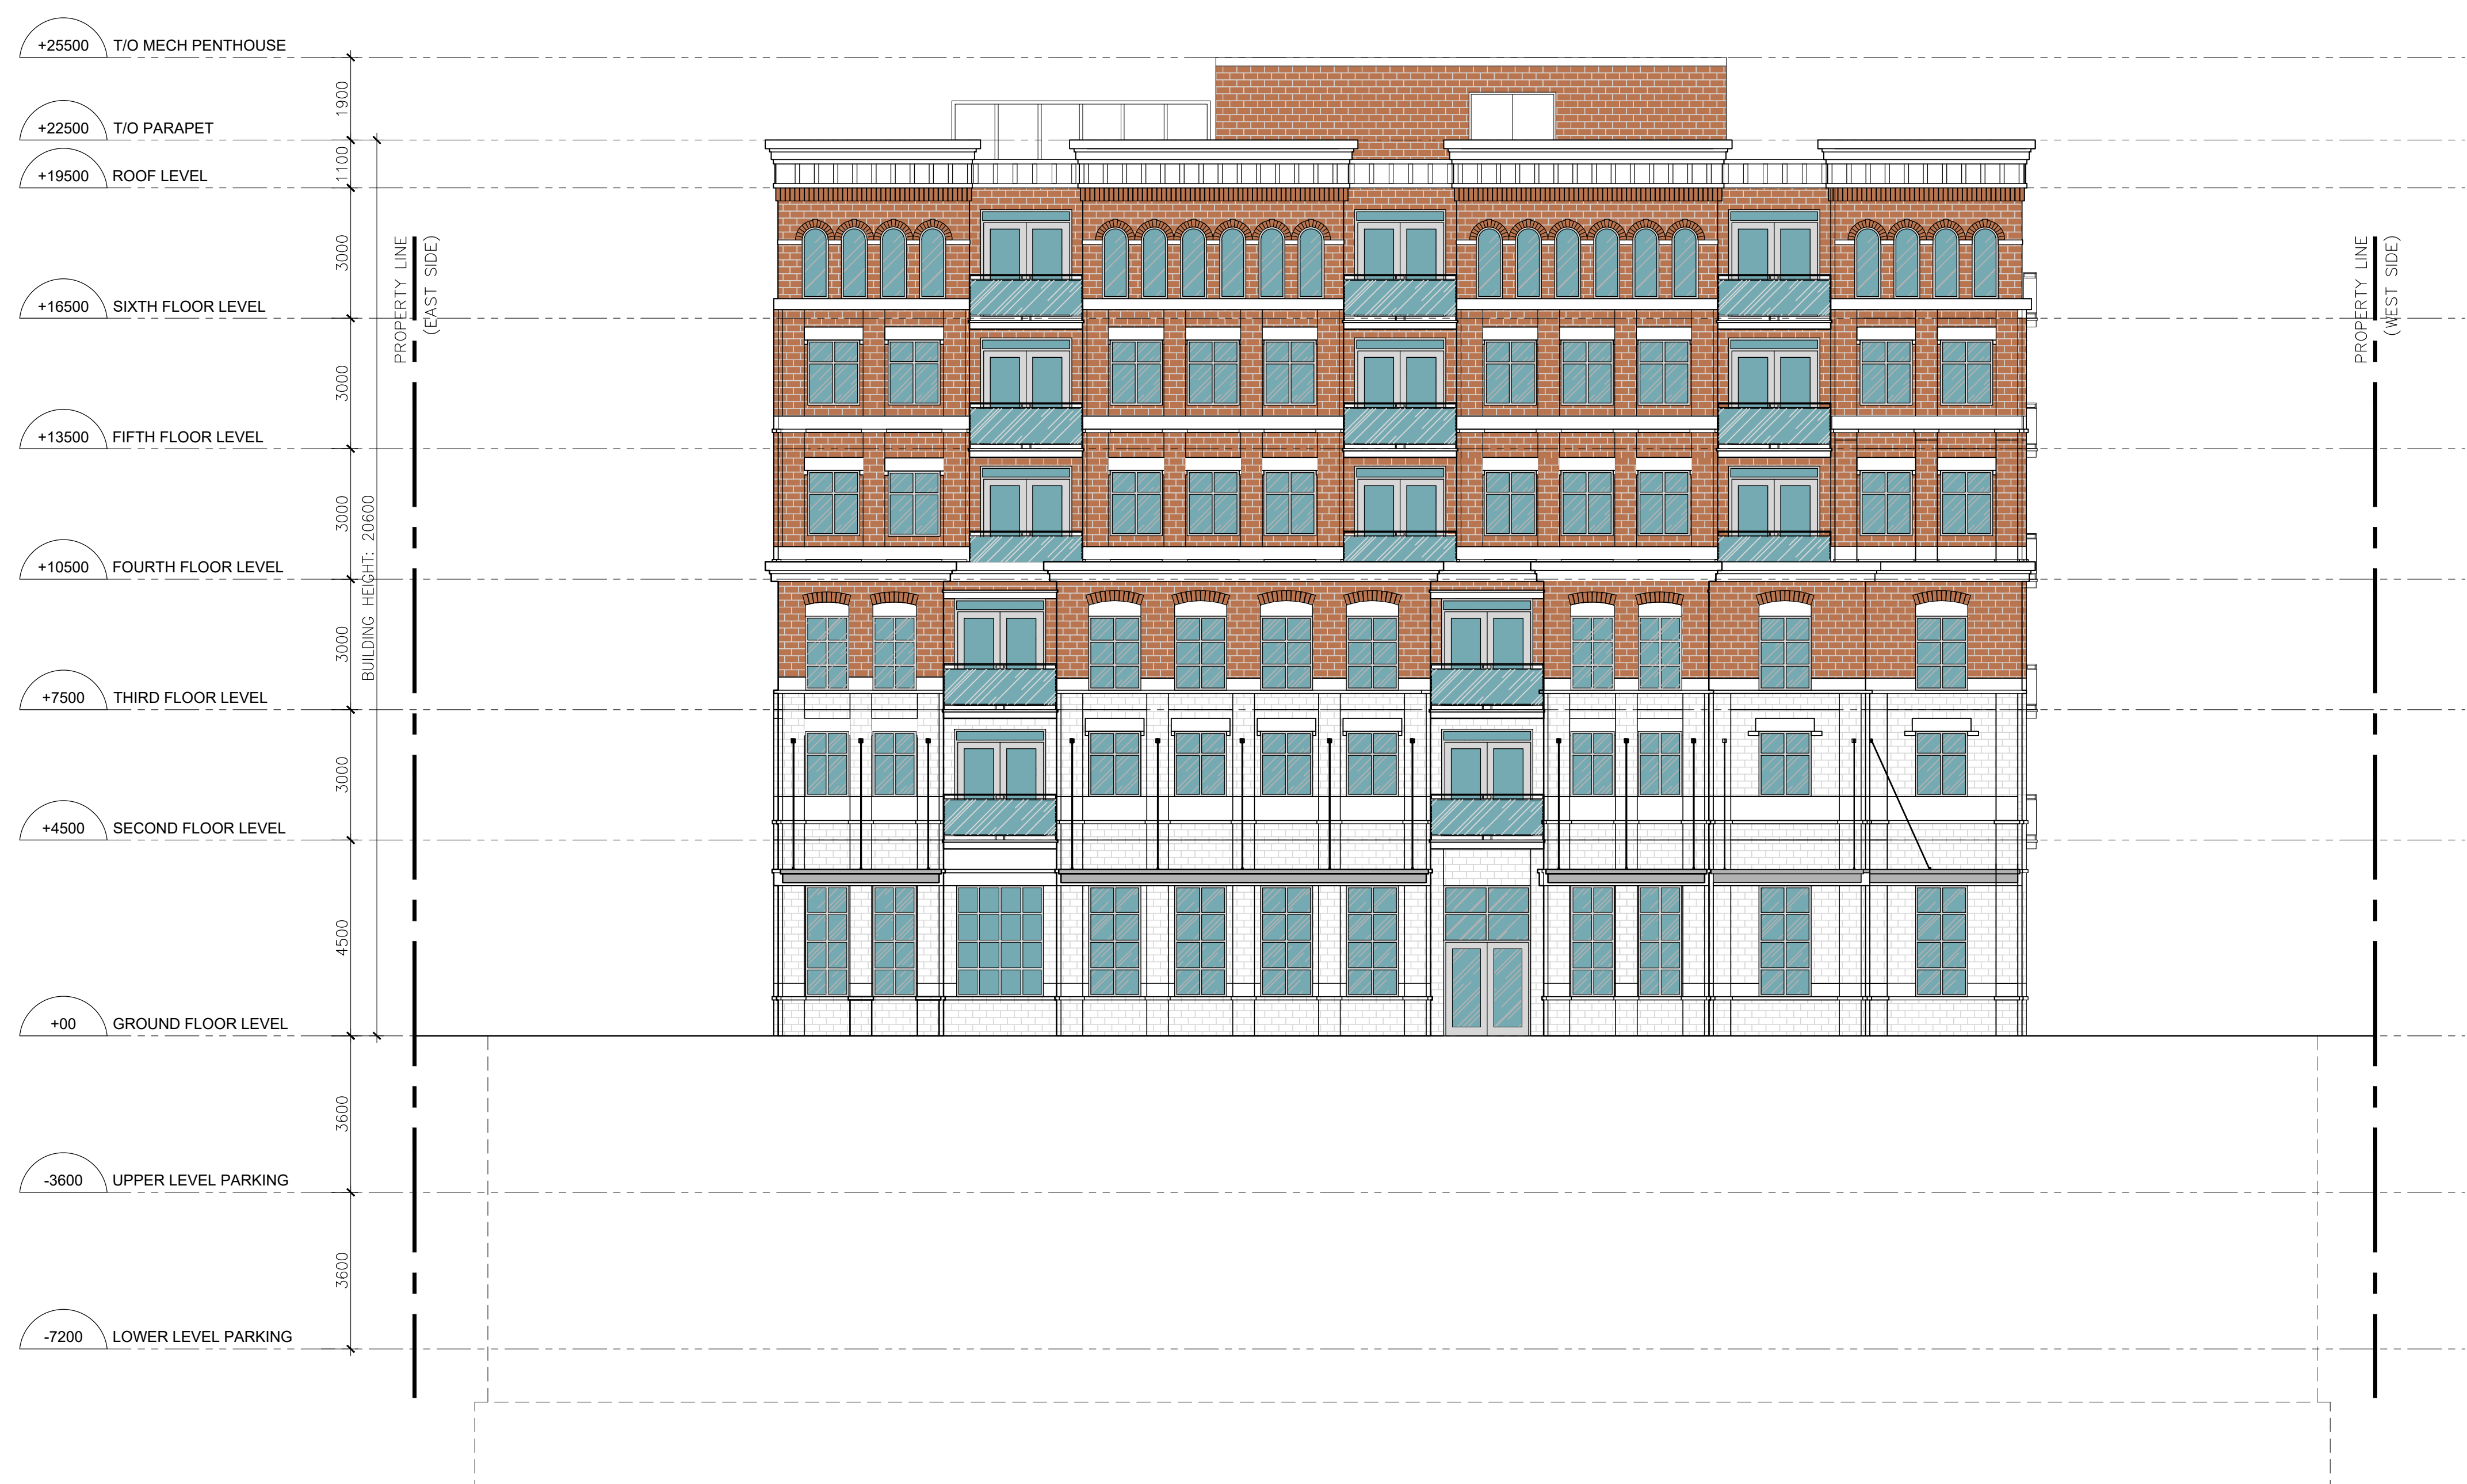 +25500 T/O MECH PENTHOUSE
1900
+22500 T/O PARAPET
1100
+19500 ROOF LEVEL
3000
PROPERTY LINE
(EAST SIDE)
PROPERTY LINE
(WEST SIDE)
+16500 SIXTH FLOOR LEVEL
3000
+13500 FIFTH FLOOR LEVEL
3000
BUILDING HEIGHT: 20600
+10500 FOURTH FLOOR LEVEL
3000
+7500 THIRD FLOOR LEVEL
3000
+4500 SECOND FLOOR LEVEL
4500
+00 GROUND FLOOR LEVEL
3600
-3600 UPPER LEVEL PARKING
3600
-7200 LOWER LEVEL PARKING